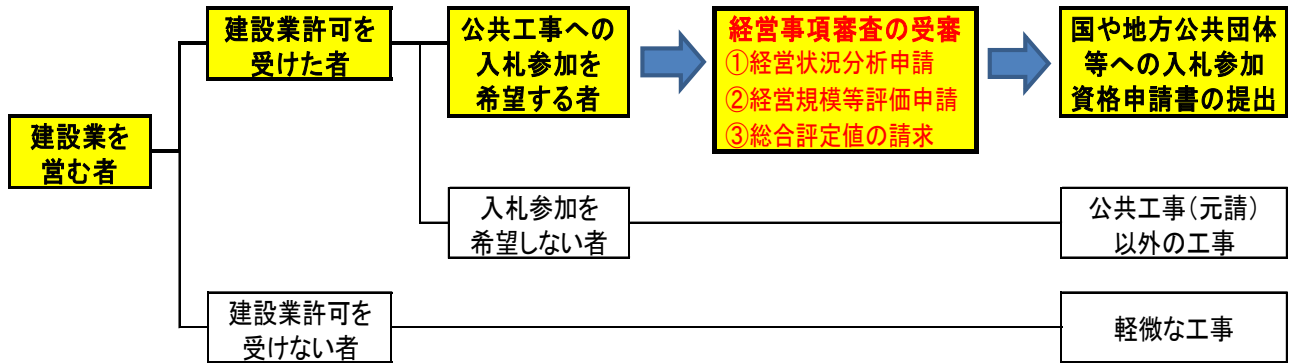 建設業を
営む者
建設業許可を
受けた者
公共工事への
入札参加を
希望する者
経営事項審査の受審
①経営状況分析申請
②経営規模等評価申請
③総合評定値の請求
国や地方公共団体
等への入札参加
資格申請書の提出
入札参加を
希望しない者
公共工事(元請)
以外の工事
建設業許可を
受けない者
軽微な工事